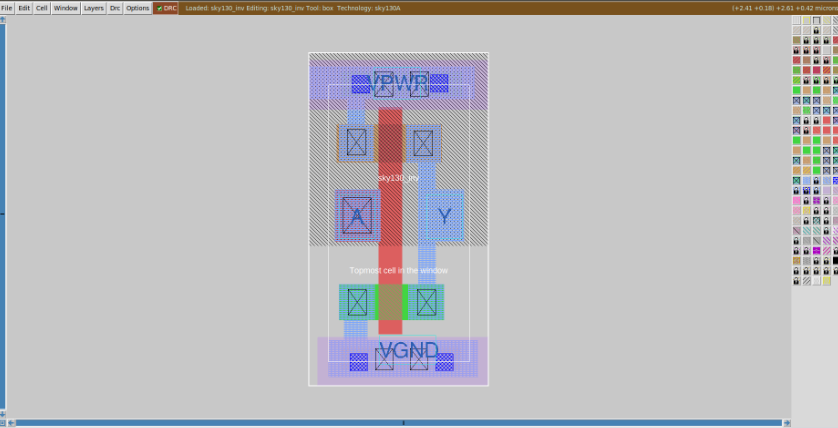 File Edit Cell Window Layers Drc Options DRC Loaded: sky130_inv Editing: sky130_inv Tool: box Technology: sky130A (+2.41 +0.18) +2.61 +0.42 microns
VPWR
sky130_inv
A Y
Topmost cell in the window
VGND